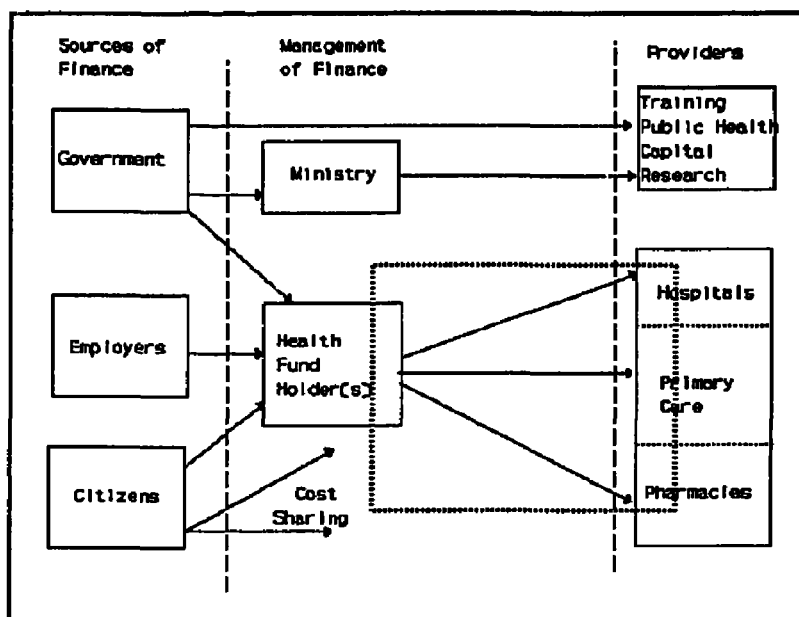 Sources of
Finance
Management
of Finance
Providers
Government
Ministry
Training
Public Health
Capital
Research
Employers
Health
Fund
Holder(s)
Hospitals
Primary
Care
Pharmacies
Citizens
Cost
Sharing